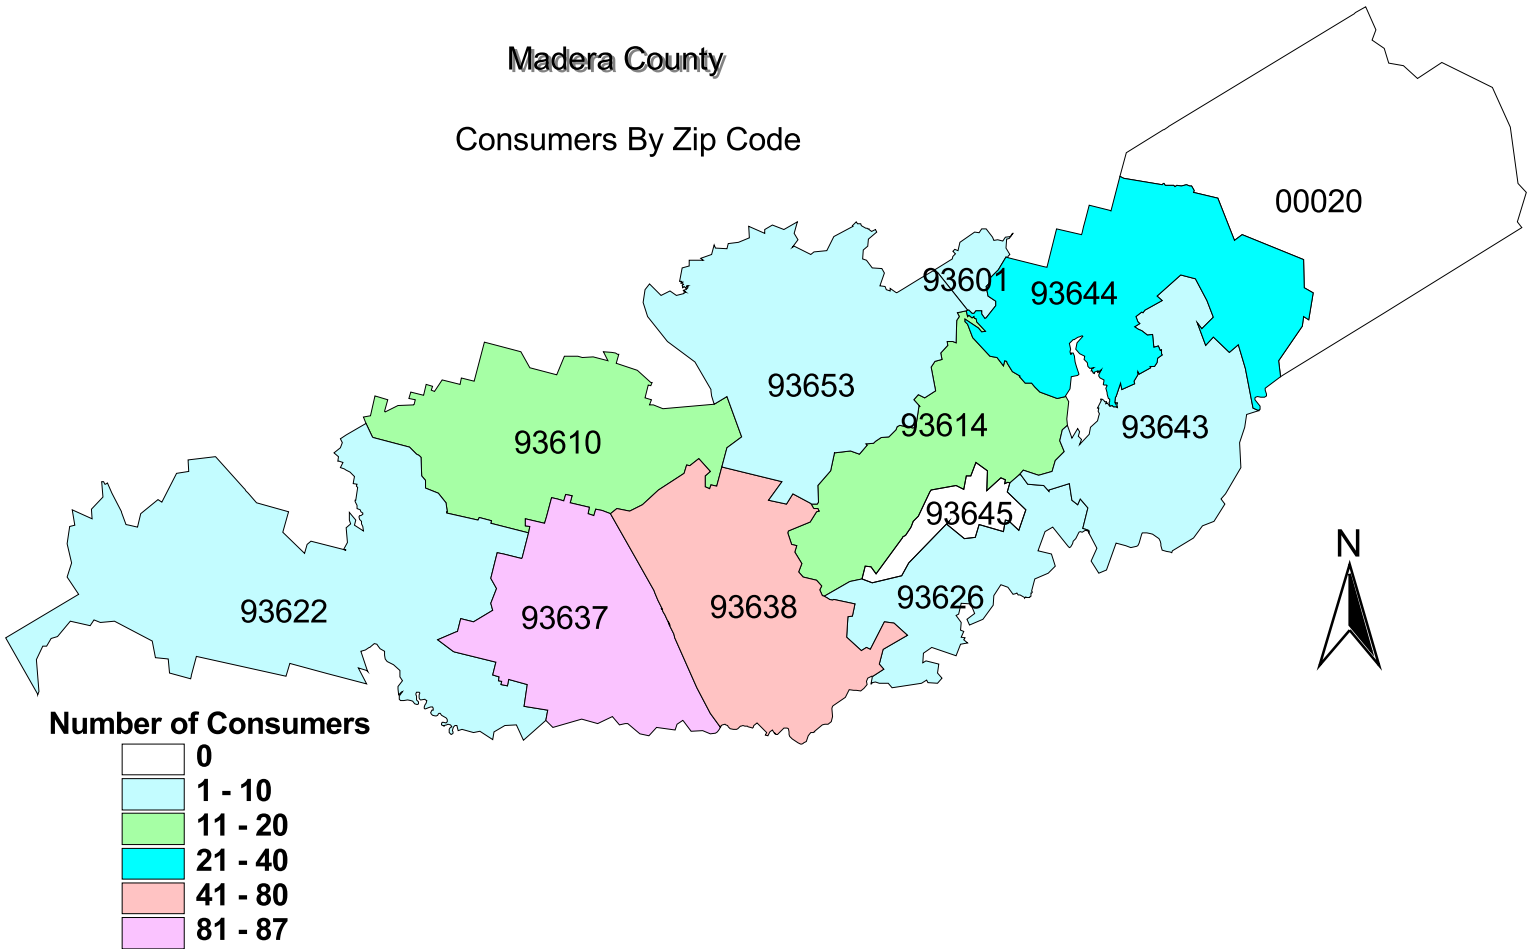 Madera County
Consumers By Zip Code
00020
93601
93644
93653
93614
93643
93610
93645
N
93626
93622
93637
93638
Number of Consumers
0
1 - 10
11 - 20
21 - 40
41 - 80
81 - 87